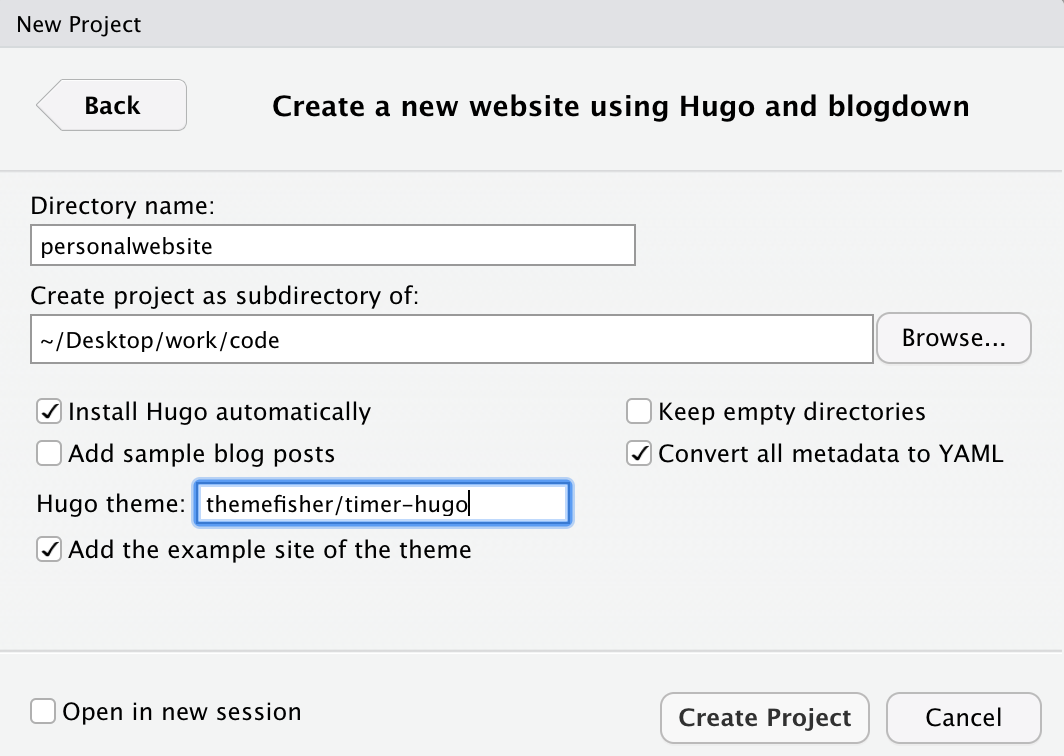 New Project
Back
Create a new website using Hugo and blogdown
Directory name:
personalwebsite
Create project as subdirectory of:
~/Desktop/work/code
Browse...
Install Hugo automatically
Keep empty directories
Add sample blog posts
Convert all metadata to YAML
Hugo theme: themefisher/timer-hugo
Add the example site of the theme
Open in new session
Create Project
Cancel